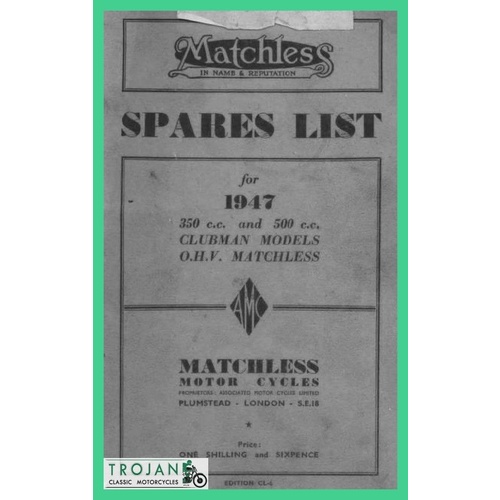 Matchless
IN NAME & REPUTATION
SPARES LIST
for
1947
350 c.c. and 500 c.c.
CLUBMAN MODELS
O.H.V. MATCHLESS
AMC
MATCHLESS
MOTOR CYCLES
PROPRIETORS: ASSOCIATED MOTOR CYCLES LIMITED
PLUMSTEAD - LONDON - S.E.18
Price:
ONE SHILLING and SIXPENCE
EDITION CL-
TROJAN
CLASSIC MOTORCYCLES